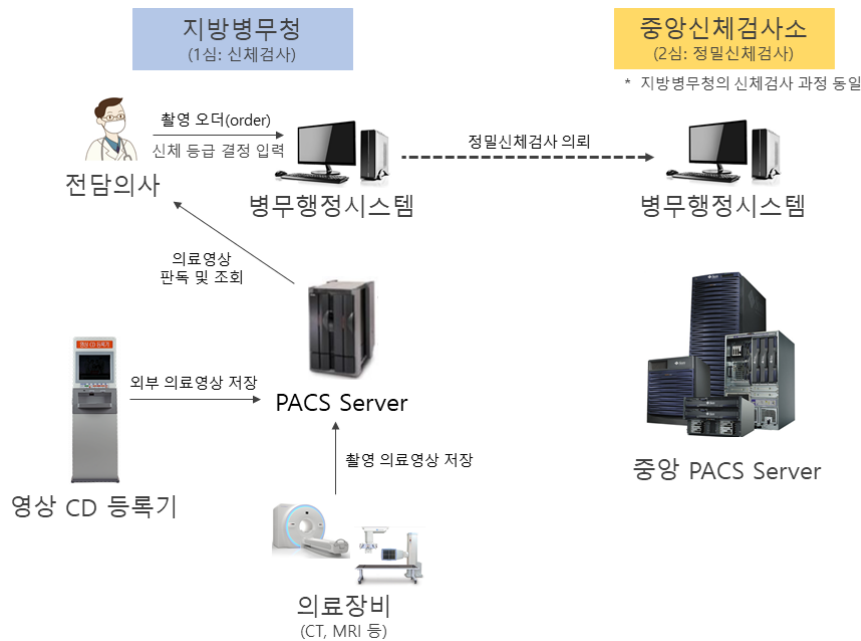 지방병무청
(1심: 신체검사)
중앙신체검사소
(2심: 정밀신체검사)
* 지방병무청의 신체검사 과정 동일
촬영 오더(order)
신체 등급 결정 입력
정밀신체검사 의뢰
전담의사
병무행정시스템
병무행정시스템
의료영상
판독 및 조회
영상 CD 등록기
외부 의료영상 저장
PACS Server
촬영 의료영상 저장
중앙 PACS Server
영상 CD 등록기
의료장비
(CT, MRI 등)